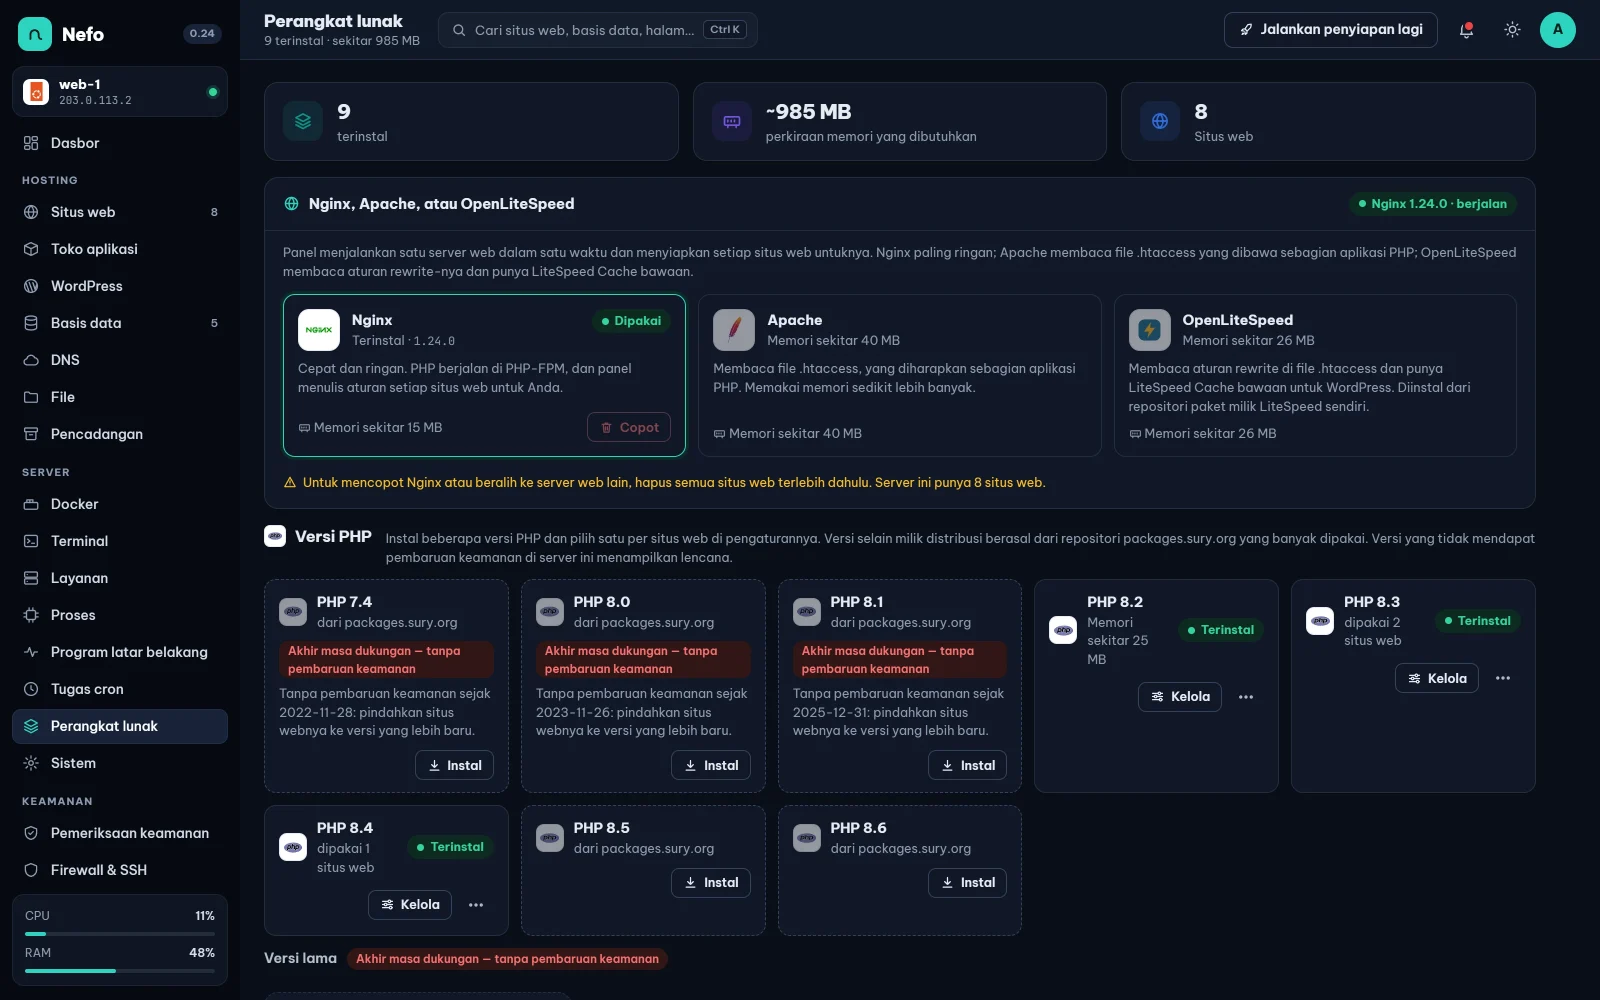 Nefo
0.24
web-1
203.0.113.2
Dasbor
HOSTING
Situs web 8
Toko aplikasi
WordPress
Basis data 5
DNS
File
Pencadangan
SERVER
Docker
Terminal
Layanan
Proses
Program latar belakang
Tugas cron
Perangkat lunak
Sistem
KEAMANAN
Pemeriksaan keamanan
Firewall & SSH
CPU 11%
RAM 48%
Perangkat lunak
9 terinstal · sekitar 985 MB
Cari situs web, basis data, halam... Ctrl K
Jalankan penyiapan lagi
A
9
terinstal
~985 MB
perkiraan memori yang dibutuhkan
8
Situs web
Nginx, Apache, atau OpenLiteSpeed
Nginx 1.24.0 · berjalan
Panel menjalankan satu server web dalam satu waktu dan menyiapkan setiap situs web untuknya. Nginx paling ringan; Apache membaca file .htaccess yang dibawa sebagian aplikasi PHP; OpenLiteSpeed
membaca aturan rewrite-nya dan punya LiteSpeed Cache bawaan.
NGINX
Nginx
Dipakai
Terinstal · 1.24.0
Cepat dan ringan. PHP berjalan di PHP-FPM, dan panel
menulis aturan setiap situs web untuk Anda.
Memori sekitar 15 MB
Copot
Apache
Memori sekitar 40 MB
Membaca file .htaccess, yang diharapkan sebagian aplikasi
PHP. Memakai memori sedikit lebih banyak.
Memori sekitar 40 MB
OpenLiteSpeed
Memori sekitar 26 MB
Membaca aturan rewrite di file .htaccess dan punya
LiteSpeed Cache bawaan untuk WordPress. Diinstal dari
repositori paket milik LiteSpeed sendiri.
Memori sekitar 26 MB
Untuk mencopot Nginx atau beralih ke server web lain, hapus semua situs web terlebih dahulu. Server ini punya 8 situs web.
php
Versi PHP
Instal beberapa versi PHP dan pilih satu per situs web di pengaturannya. Versi selain milik distribusi berasal dari repositori packages.sury.org yang banyak dipakai. Versi yang tidak mendapat
pembaruan keamanan di server ini menampilkan lencana.
php
PHP 7.4
dari packages.sury.org
Akhir masa dukungan — tanpa
pembaruan keamanan
Tanpa pembaruan keamanan sejak
2022-11-28: pindahkan situs
webnya ke versi yang lebih baru.
Instal
php
PHP 8.0
dari packages.sury.org
Akhir masa dukungan — tanpa
pembaruan keamanan
Tanpa pembaruan keamanan sejak
2023-11-26: pindahkan situs
webnya ke versi yang lebih baru.
Instal
php
PHP 8.1
dari packages.sury.org
Akhir masa dukungan — tanpa
pembaruan keamanan
Tanpa pembaruan keamanan sejak
2025-12-31: pindahkan situs
webnya ke versi yang lebih baru.
Instal
php
PHP 8.2
Memori
sekitar 25
MB
Terinstal
Kelola
php
PHP 8.3
dipakai 2
situs web
Terinstal
Kelola
php
PHP 8.4
dipakai 1
situs web
Terinstal
Kelola
php
PHP 8.5
dari packages.sury.org
Instal
php
PHP 8.6
dari packages.sury.org
Instal
Versi lama
Akhir masa dukungan — tanpa pembaruan keamanan